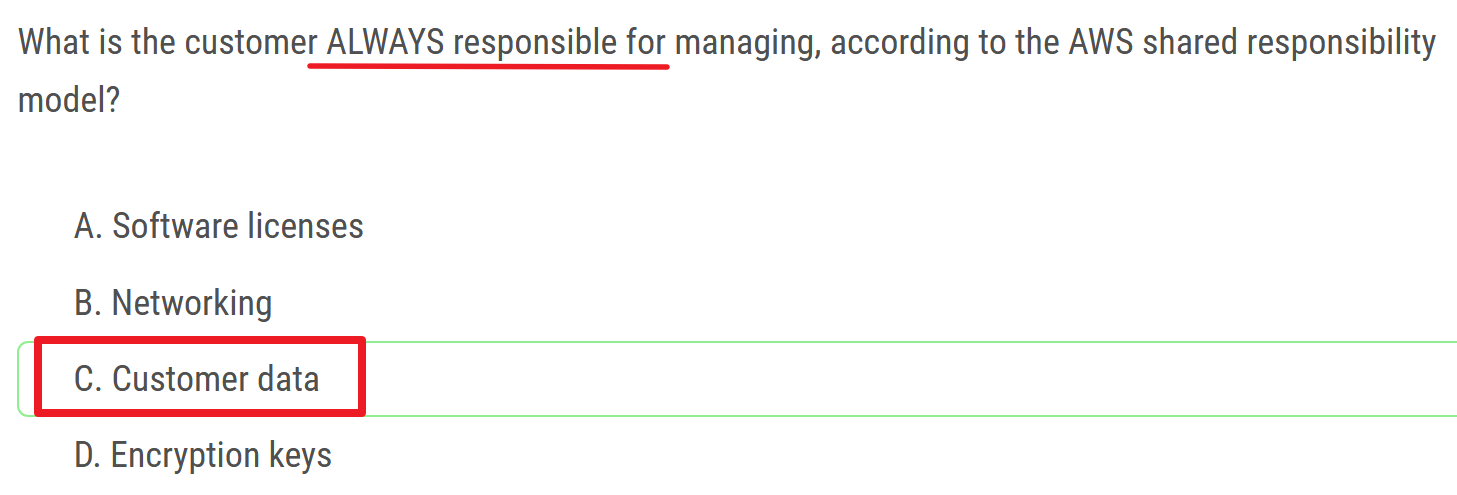 What is the customer ALWAYS responsible for managing, according to the AWS shared responsibility
model?
A. Software licenses
B. Networking
C. Customer data
D. Encryption keys